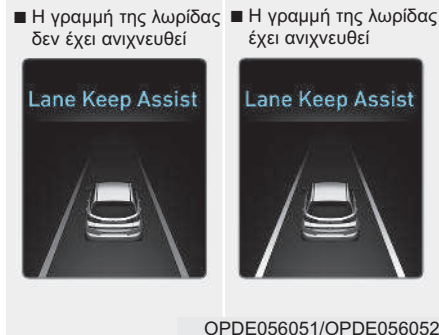 ■ Η γραμμή της λωρίδας
δεν έχει ανιχνευθεί
Lane Keep Assist
■ Η γραμμή της λωρίδας
έχει ανιχνευθεί
Lane Keep Assist
OPDE056051/OPDE056052